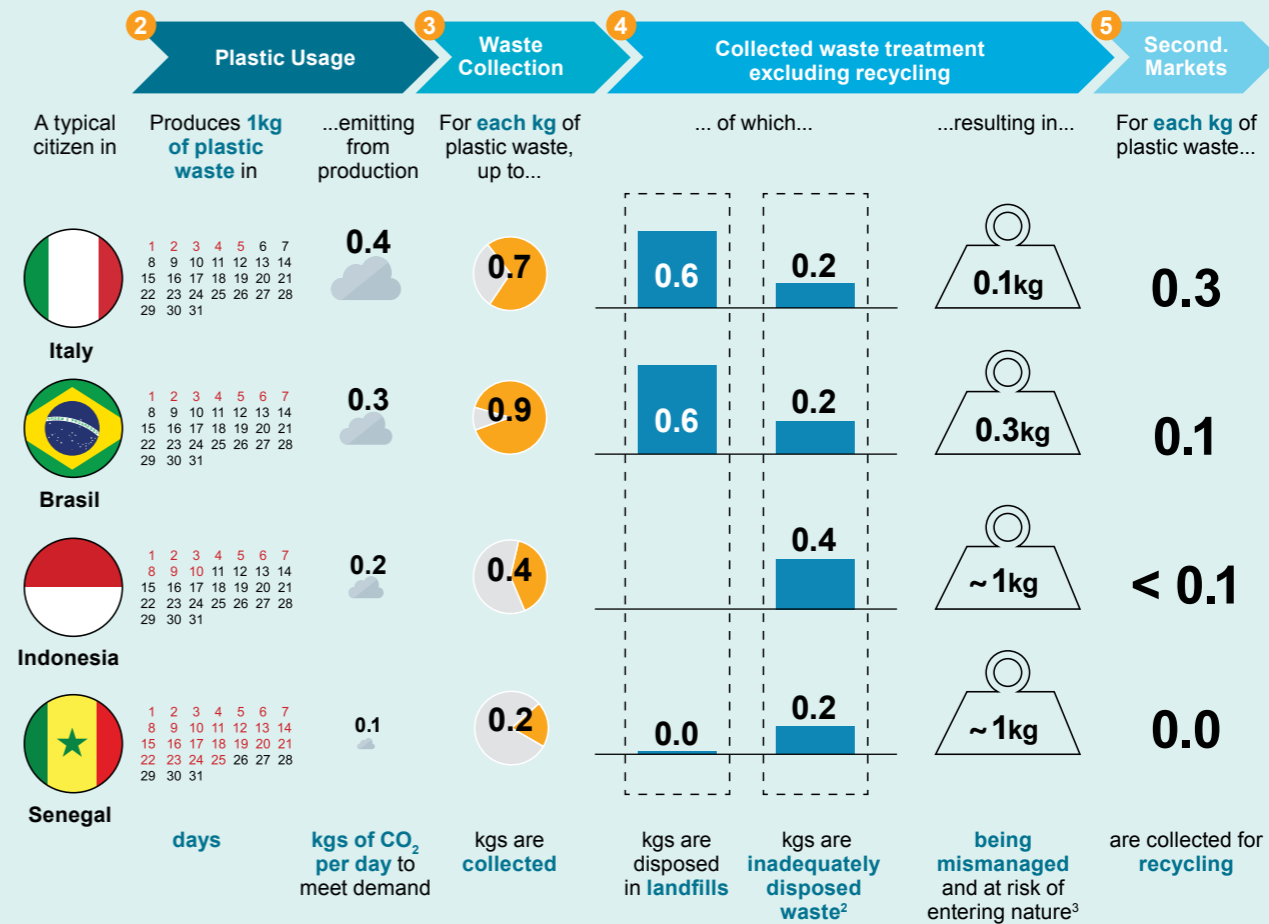 2
Plastic Usage
3
Waste
Collection
4
Collected waste treatment
excluding recycling
5
Second.
Markets
A typical
citizen in
Produces 1kg
of plastic
waste in
...emitting
from
production
For each kg of
plastic waste,
up to...
... of which...
...resulting in...
For each kg of
plastic waste...
1 2 3 4 5 6 7
8 9 10 11 12 13 14
15 16 17 18 19 20 21
22 23 24 25 26 27 28
29 30 31
0.4
0.7
0.6
0.2
0.1kg
0.3
Italy
1 2 3 4 5 6 7
8 9 10 11 12 13 14
15 16 17 18 19 20 21
22 23 24 25 26 27 28
29 30 31
0.3
0.9
0.6
0.2
0.3kg
0.1
Brasil
1 2 3 4 5 6 7
8 9 10 11 12 13 14
15 16 17 18 19 20 21
22 23 24 25 26 27 28
29 30 31
0.2
0.4
0.4
~ 1kg
< 0.1
Indonesia
1 2 3 4 5 6 7
8 9 10 11 12 13 14
15 16 17 18 19 20 21
22 23 24 25 26 27 28
29 30 31
0.1
0.2
0.0
0.2
~ 1kg
0.0
Senegal
days
kgs of CO₂
per day to
meet demand
kgs are
collected
kgs are
disposed
in landfills
kgs are
inadequately
disposed
waste²
being
mismanaged
and at risk of
entering nature³
are collected for
recycling